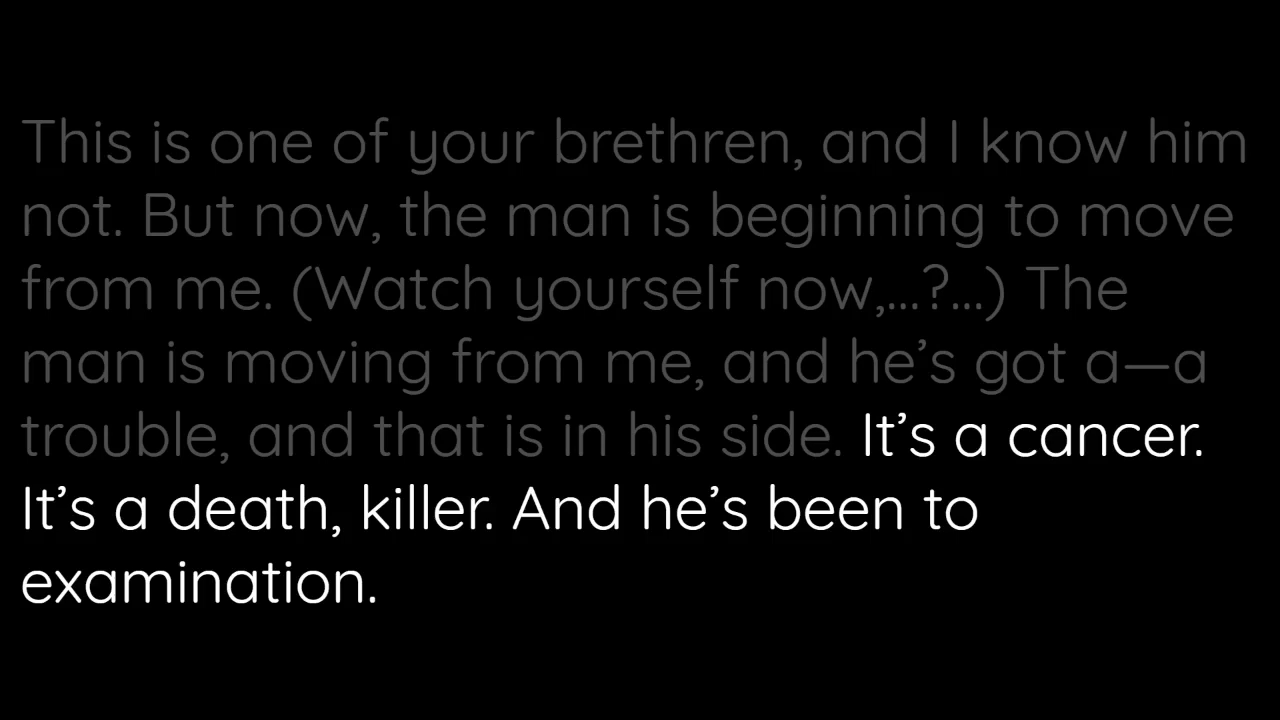 This is one of your brethren, and I know him
not. But now, the man is beginning to move
from me. (Watch yourself now,...?...) The
man is moving from me, and he’s got a—a
trouble, and that is in his side. It’s a cancer.
It’s a death, killer. And he’s been to
examination.